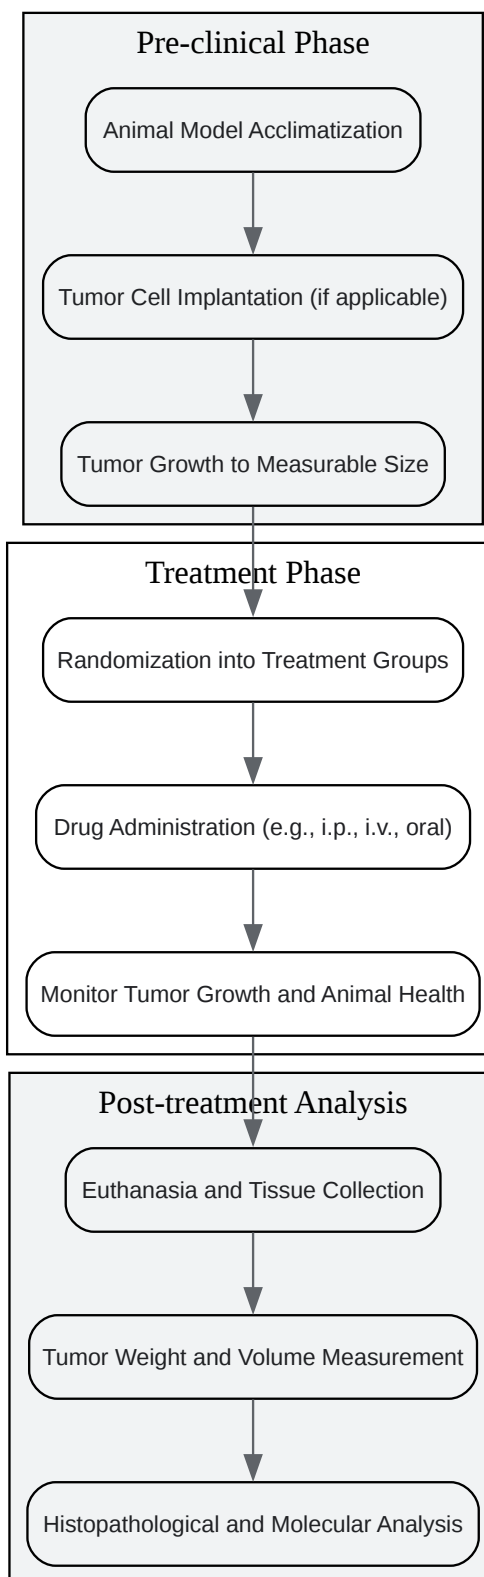 Pre-clinical Phase
Animal Model Acclimatization
Tumor Cell Implantation (if applicable)
Tumor Growth to Measurable Size
Treatment Phase
Randomization into Treatment Groups
Drug Administration (e.g., i.p., i.v., oral)
Monitor Tumor Growth and Animal Health
Post-treatment Analysis
Euthanasia and Tissue Collection
Tumor Weight and Volume Measurement
Histopathological and Molecular Analysis